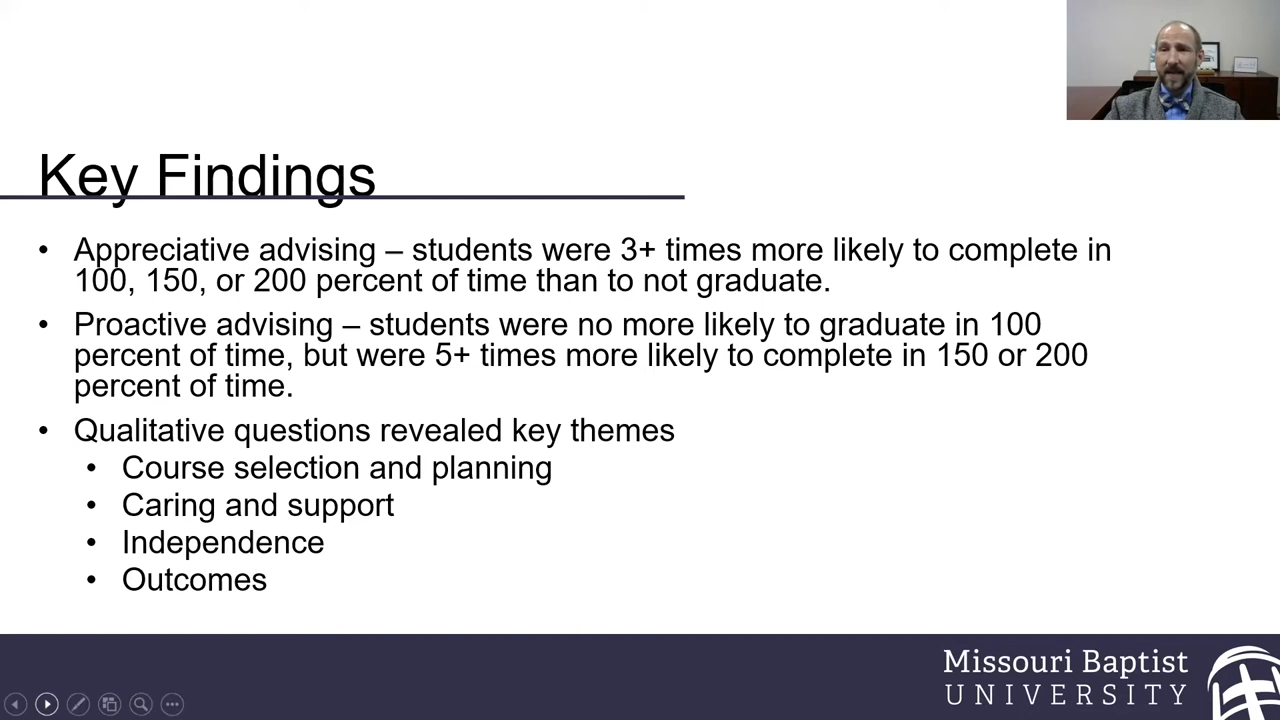 Key Findings
• Appreciative advising – students were 3+ times more likely to complete in
100, 150, or 200 percent of time than to not graduate.
• Proactive advising – students were no more likely to graduate in 100
percent of time, but were 5+ times more likely to complete in 150 or 200
percent of time.
• Qualitative questions revealed key themes
• Course selection and planning
• Caring and support
• Independence
• Outcomes
Missouri Baptist
UNIVERSITY